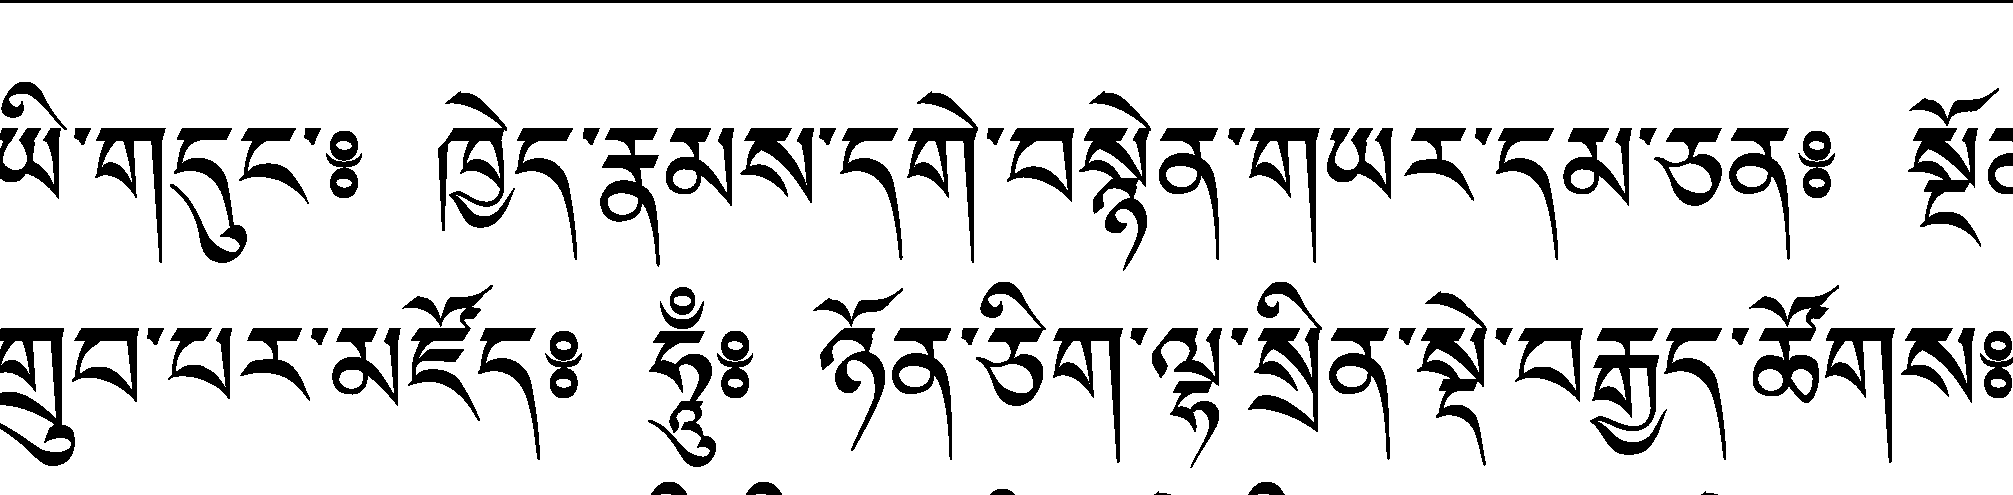 ཡི་གདུང་༔ ཁྱེད་རྣམས་དགེ་བསྙེན་གཡར་དམ་ཅན༔
གྲུབ་པར་མཛོད༔ ཧཱུྃ༔ ཉོན་ཅིག་ལྷ་སྲིན་སྡེ་བརྒྱད་ཚོགས༔